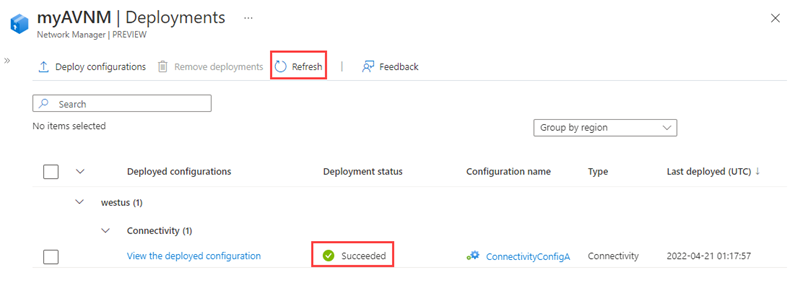 myAVNM | Deployments ...
Network Manager | PREVIEW
Deploy configurations Remove deployments Refresh | Feedback
Search
No items selected
Group by region
Deployed configurations Deployment status Configuration name Type Last deployed (UTC) ↓
westus (1)
Connectivity (1)
View the deployed configuration Succeeded ConnectivityConfigA Connectivity 2022-04-21 01:17:57